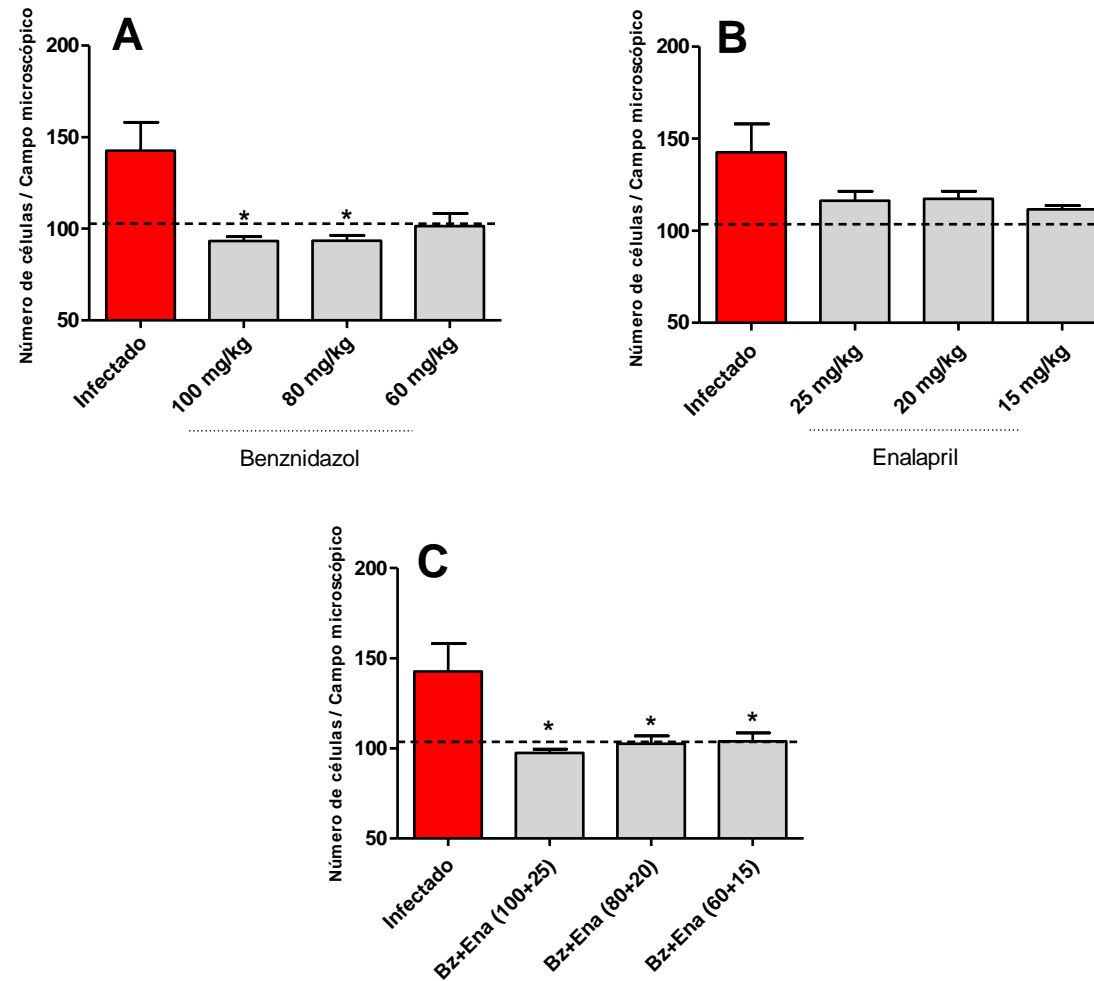 A
Número de células / Campo microscópico
200
150
100
50
*
*
Infectado
100 mg/kg
80 mg/kg
60 mg/kg
Benznidazol
B
Número de células / Campo microscópico
200
150
100
50
Infectado
25 mg/kg
20 mg/kg
15 mg/kg
Enalapril
C
Número de células / Campo microscópico
200
150
100
50
*
*
*
Infectado
Bz+Ena (100+25)
Bz+Ena (80+20)
Bz+Ena (60+15)